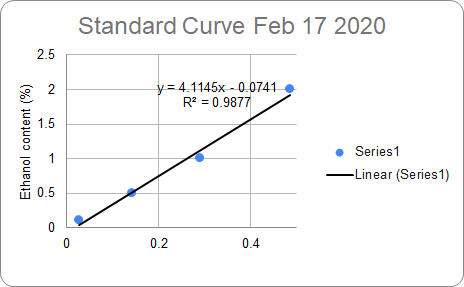 Standard Curve Feb 17 2020
2.5
2
1.5
1
0.5
0
Ethanol content (%)
y = 4.1145x - 0.0741
R² = 0.9877
0
0.2
0.4
Series1
Linear (Series1)